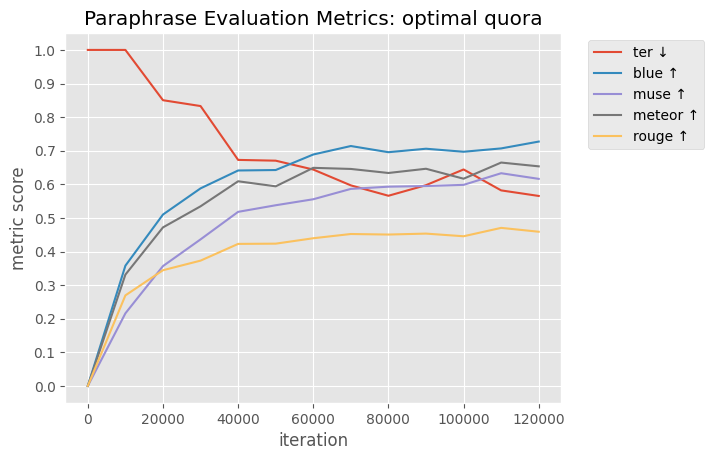 Paraphrase Evaluation Metrics: optimal quora
1.0
0.9
0.8
0.7
0.6
0.5
0.4
0.3
0.2
0.1
0.0
metric score
0 20000 40000 60000 80000 100000 120000
iteration
ter ↓
blue ↑
muse ↑
meteor ↑
rouge ↑